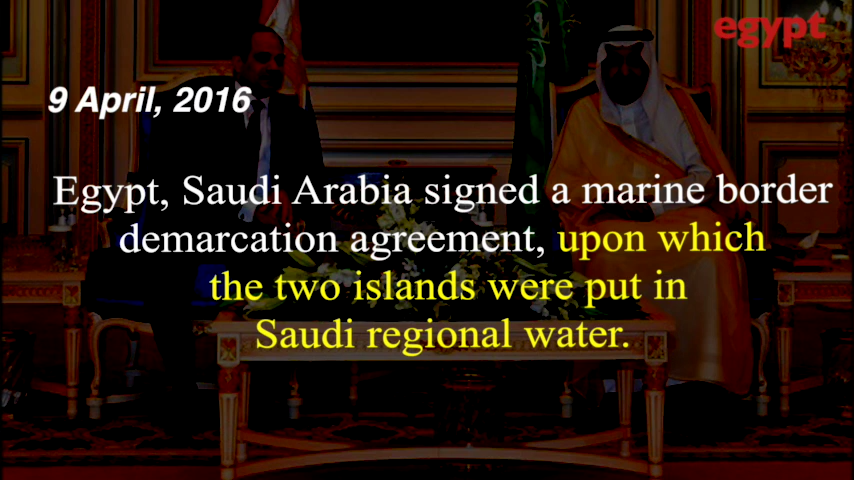 egypt
9 April, 2016
Egypt, Saudi Arabia signed a marine border
demarcation agreement, upon which
the two islands were put in
Saudi regional water.